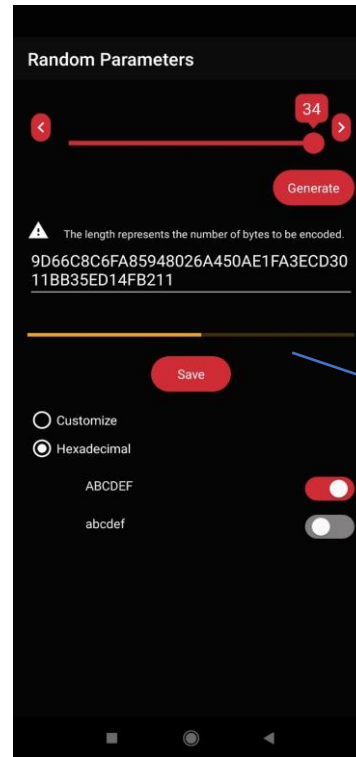 Random Parameters
34
Generate
The length represents the number of bytes to be encoded.
9D66C8C6FA85948026A450AE1FA3ECD30
11BB35ED14FB211
Save
Customize
Hexadecimal
ABCDEF
abcdef